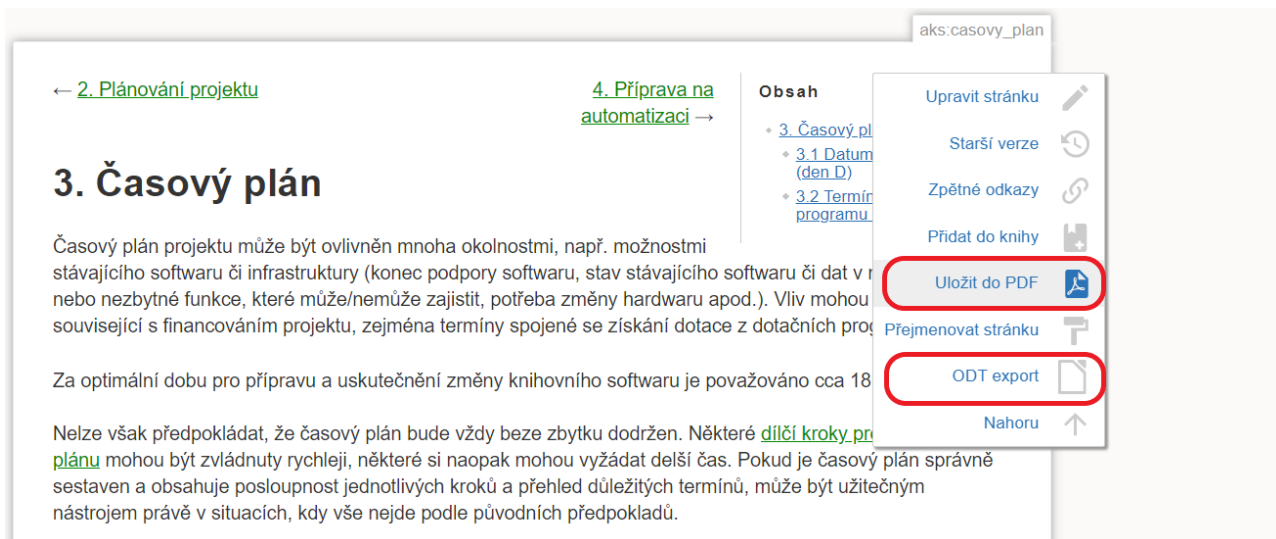 aks:casovy_plan
← 2. Plánování projektu
4. Příprava na
automatizaci →
Obsah
3. Časový pl
3.1 Datum
(den D)
3.2 Termín
programu
Upravit stránku
Starší verze
Zpětné odkazy
Přidat do knihy
Uložit do PDF
Přejmenovat stránku
ODT export
Nahoru
3. Časový plán
Časový plán projektu může být ovlivněn mnoha okolnostmi, např. možnostmi
stávajícího softwaru či infrastruktury (konec podpory softwaru, stav stávajícího softwaru či dat v
nebo nezbytné funkce, které může/nemůže zajistit, potřeba změny hardwaru apod.). Vliv mohou
související s financováním projektu, zejména termíny spojené se získání dotace z dotačních prog
Za optimální dobu pro přípravu a uskutečnění změny knihovního softwaru je považováno cca 18
Nelze však předpokládat, že časový plán bude vždy beze zbytku dodržen. Některé dílčí kroky pr
plánu mohou být zvládnuty rychleji, některé si naopak mohou vyžádat delší čas. Pokud je časový plán správně
sestaven a obsahuje posloupnost jednotlivých kroků a přehled důležitých termínů, může být užitečným
nástrojem právě v situacích, kdy vše nejde podle původních předpokladů.